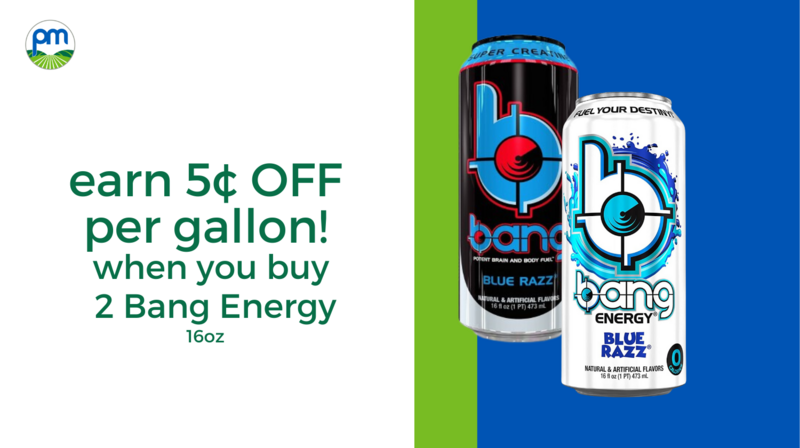 pm
earn 5¢ OFF
per gallon!
when you buy
2 Bang Energy
16oz
SUPER CREATIN
bang
POTENT BRAIN AND BODY FUEL
BLUE RAZZ
NATURAL & ARTIFICIAL FLAVORS
16 fl oz (1 PT) 473 mL
FUEL YOUR DESTINY
bang
ENERGY®
BLUE
RAZZ®
NATURAL & ARTIFICIAL FLAVORS
16 fl oz (1 PT) 473 mL
0